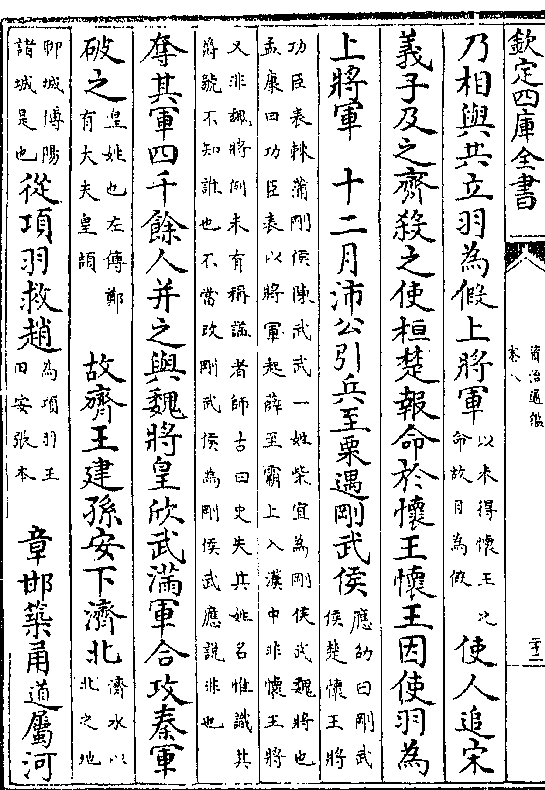 欽定四庫全書
資治通鑑
卷八
二十二
乃相與共立羽為假上將軍以未得懷王之命故且為假使人追宋
義子及之齊殺之使桓楚報命於懷王懷王因使羽為
上將軍 十二月沛公引兵至栗遇剛武侯應劭曰剛武侯楚懷王將
功臣表棘蒲剛侯陳武武一姓柴宜為剛侯武魏將也孟康曰功臣表以將軍起薛至霸上入漢中非懷王將
又非魏將例未有稱諡者師古曰史失其姓名惟識其爵號不知誰也不當改剛武侯為剛侯武應說非也
奪其軍四千餘人并之與魏將皇欣武滿軍合攻秦軍
破之皇姓也左傳鄭有大夫皇頡 故齊王建孫安下濟北濟水以北之地
聊城博陽諸城是也從項羽救趙為項羽王田安張本 章邯築甬道屬河